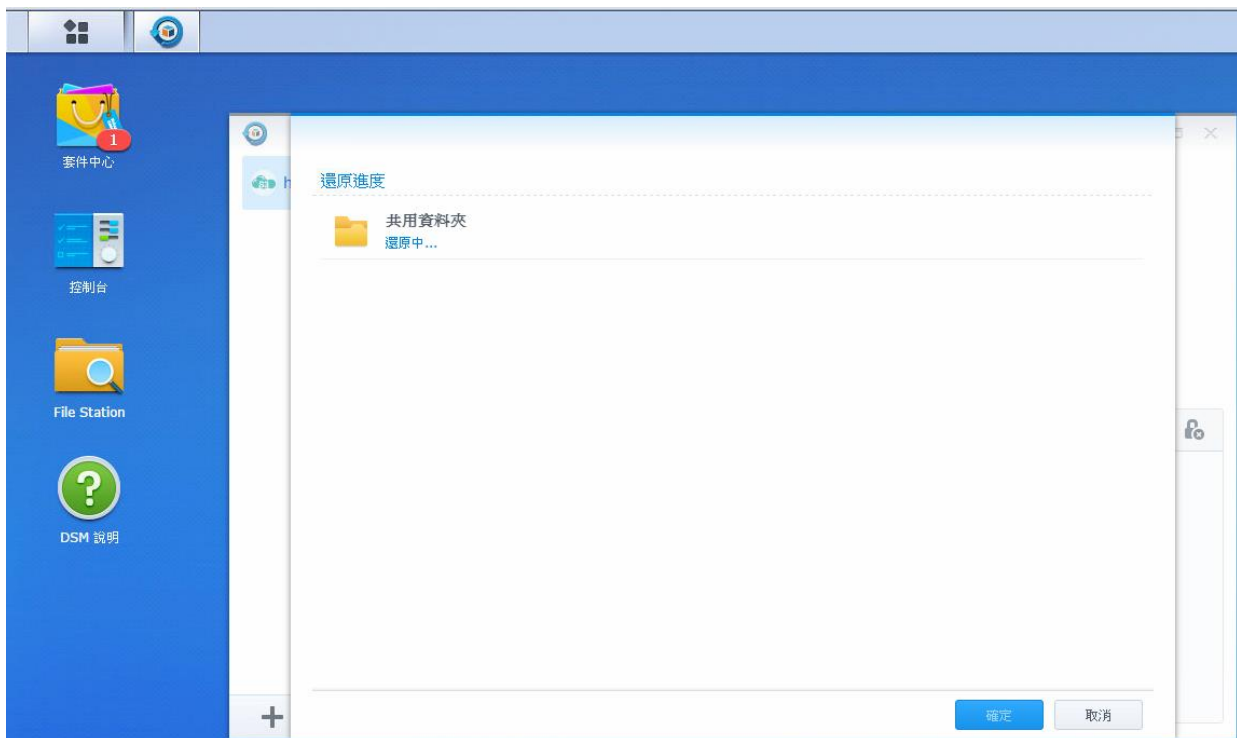 1
套件中心
控制台
File Station
DSM 說明
h
還原進度
共用資料夾
還原中...
確定
取消